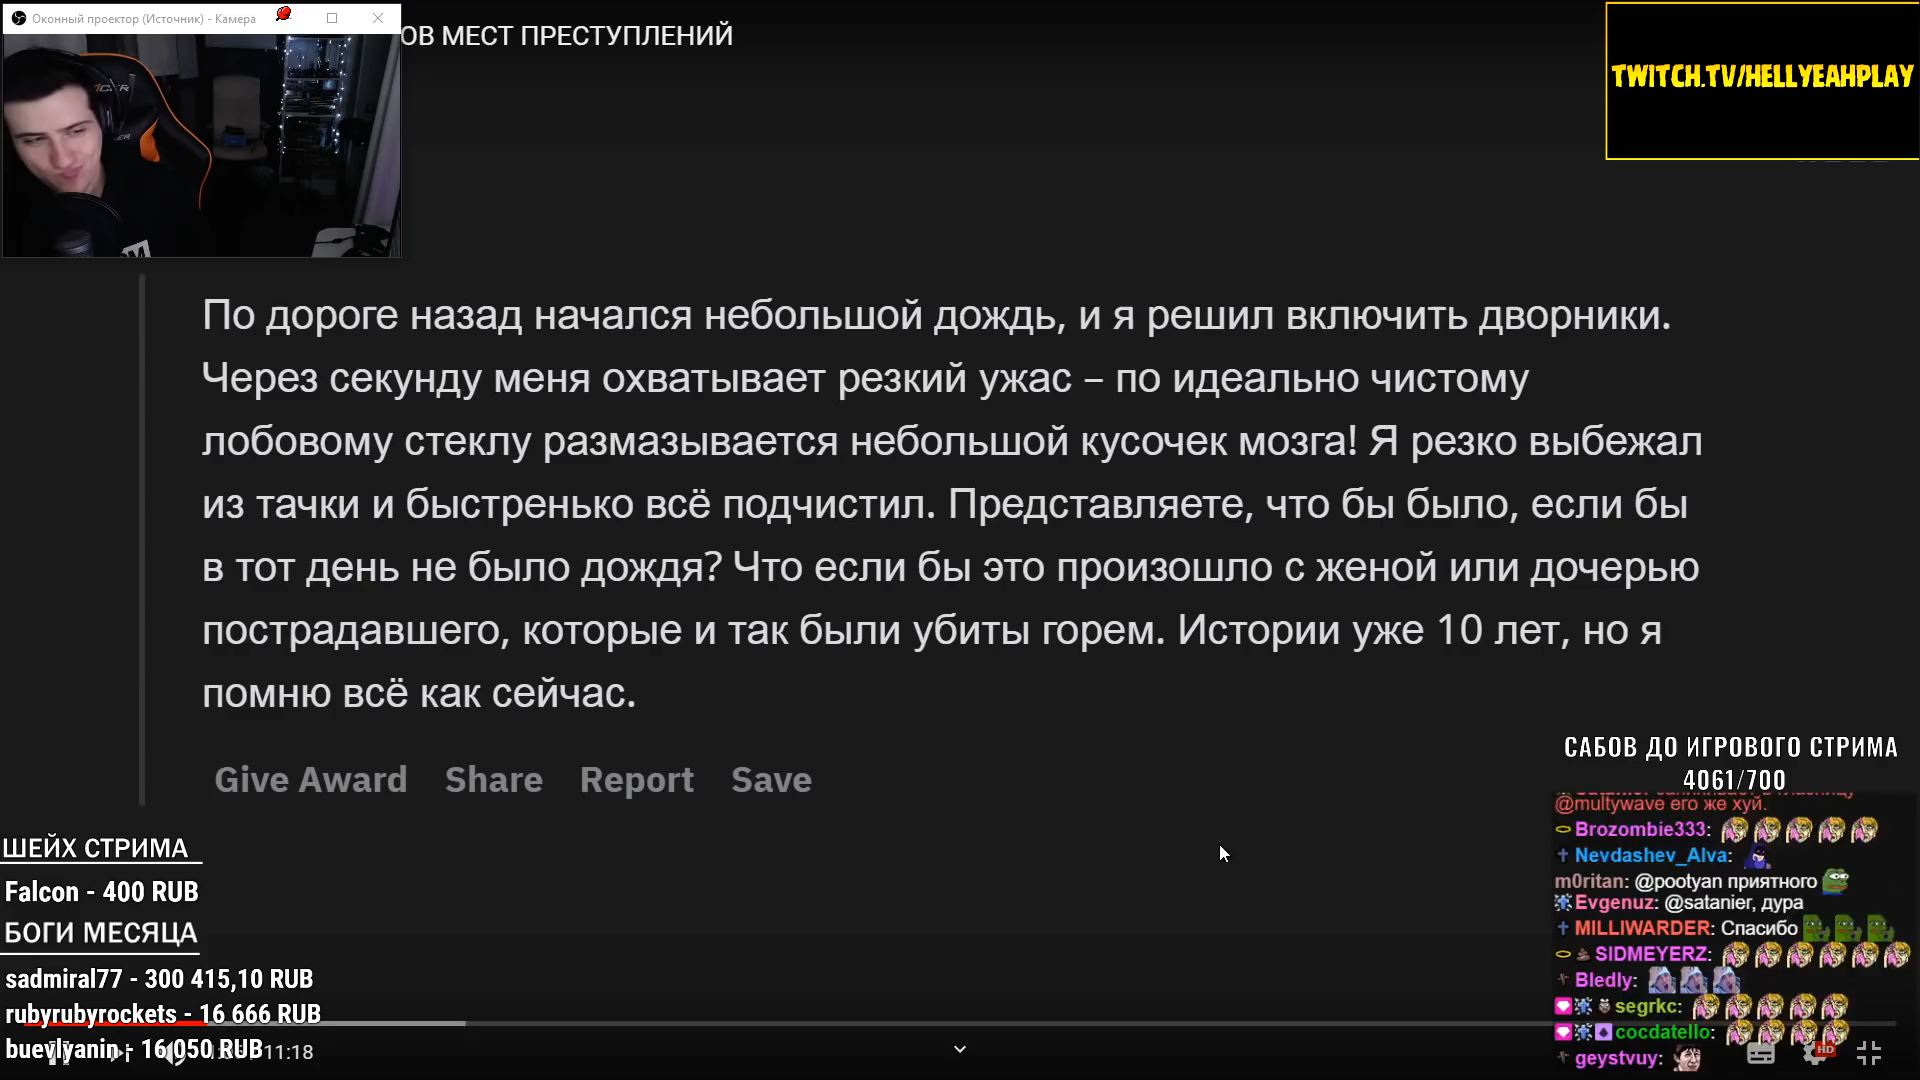 Оконный проектор (Источник) - Камера
ОВ МЕСТ ПРЕСТУПЛЕНИЙ
TWITCH.TV/HELLYEAHPLAY
По дороге назад начался небольшой дождь, и я решил включить дворники.
Через секунду меня охватывает резкий ужас – по идеально чистому
лобовому стеклу размазывается небольшой кусочек мозга! Я резко выбежал
из тачки и быстренько всё подчистил. Представляете, что бы было, если бы
в тот день не было дождя? Что если бы это произошло с женой или дочерью
пострадавшего, которые и так были убиты горем. Истории уже 10 лет, но я
помню всё как сейчас.
Give Award Share Report Save
ШЕЙХ СТРИМА
Falcon - 400 RUB
БОГИ МЕСЯЦА
sadmiral77 - 300 415,10 RUB
rubyrubyrockets - 16 666 RUB
buevlyanin - 16 050 RUB
11:18
САБОВ ДО ИГРОВОГО СТРИМА
4061/700
@multywave его же хуй.
Brozombie333:
Nevdashev_Alva:
m0ritan: @pootyan приятного
Evgenuz: @satanier, дура
MILLIWARDER: Спасибо
SIDMEYERZ:
Bledly:
segrkc:
cocdatello:
geystvuy:
HD